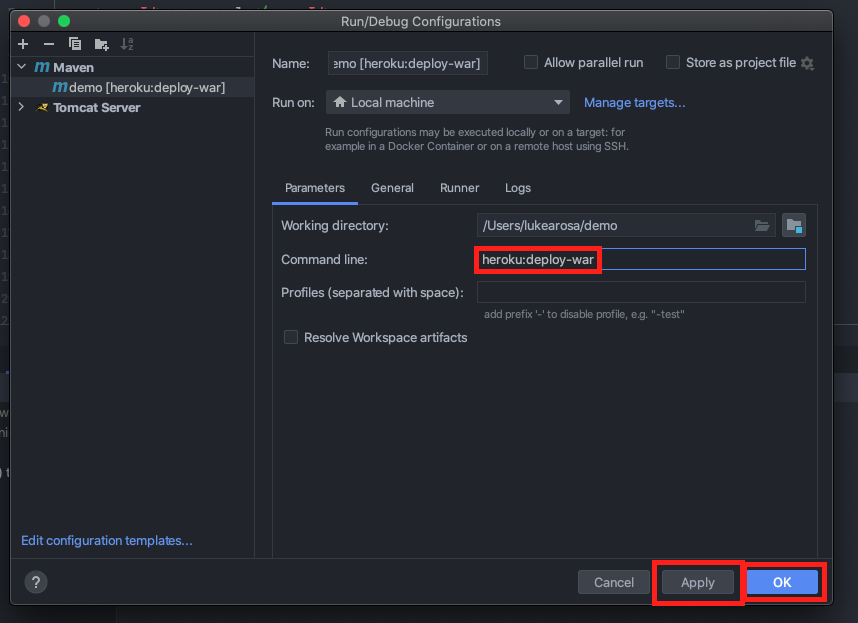 Run/Debug Configurations
Maven
demo [heroku:deploy-war]
Tomcat Server
Name: emo [heroku:deploy-war] Allow parallel run Store as project file
Run on: Local machine Manage targets...
Run configurations may be executed locally or on a target: for
example in a Docker Container or on a remote host using SSH.
Parameters General Runner Logs
Working directory: /Users/lukearosa/demo
Command line: heroku:deploy-war
Profiles (separated with space):
add prefix '-' to disable profile, e.g. "-test"
Resolve Workspace artifacts
Edit configuration templates...
? Cancel Apply OK